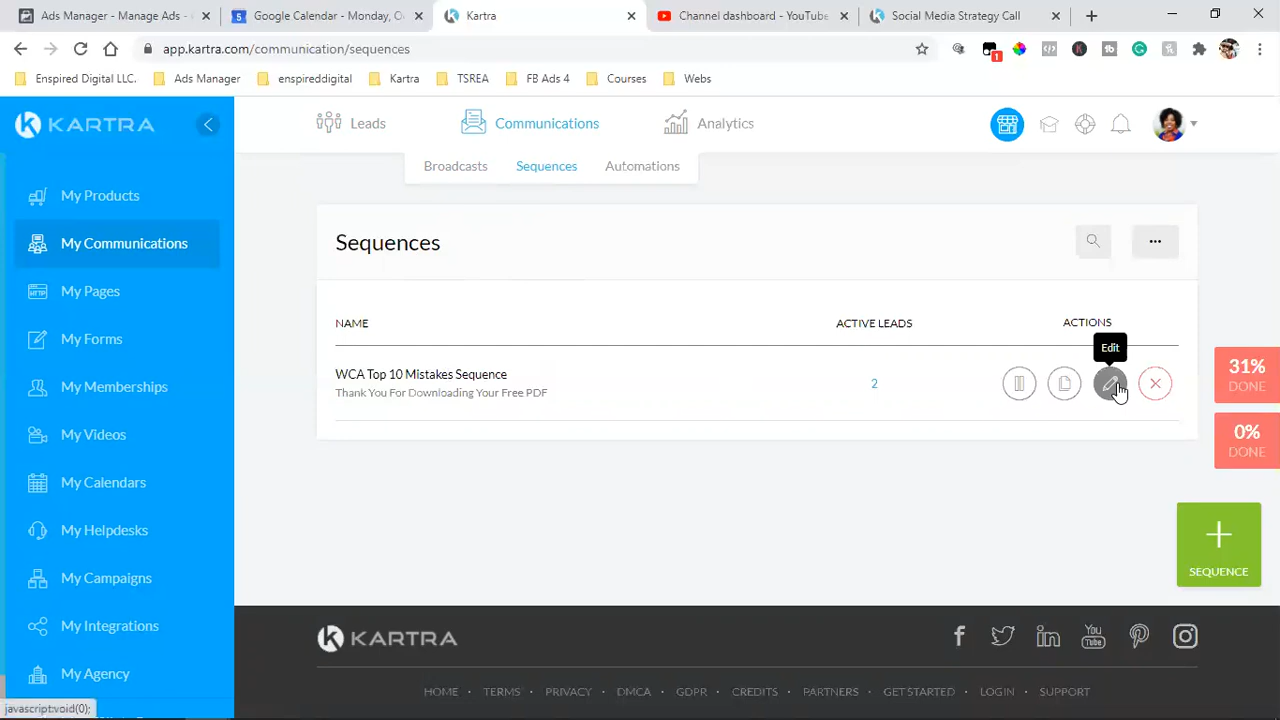 Ads Manager - Manage Ads -
Google Calendar - Monday, O
Kartra
Channel dashboard - YouTube
Social Media Strategy Call
app.kartra.com/communication/sequences
1
Enspired Digital LLC.
Ads Manager
enspireddigital
Kartra
TSREA
FB Ads 4
Courses
Webs
KARTRA
Leads
Communications
Analytics
Broadcasts
Sequences
Automations
My Products
My Communications
My Pages
My Forms
My Memberships
My Videos
My Calendars
My Helpdesks
My Campaigns
My Integrations
My Agency
Sequences
NAME
ACTIVE LEADS
ACTIONS
Edit
WCA Top 10 Mistakes Sequence
Thank You For Downloading Your Free PDF
2
31%
DONE
0%
DONE
SEQUENCE
KARTRA
You
Tube
HOME · TERMS · PRIVACY · DMCA · GDPR · CREDITS · PARTNERS · GET STARTED · LOGIN · SUPPORT
javascript:void(0);